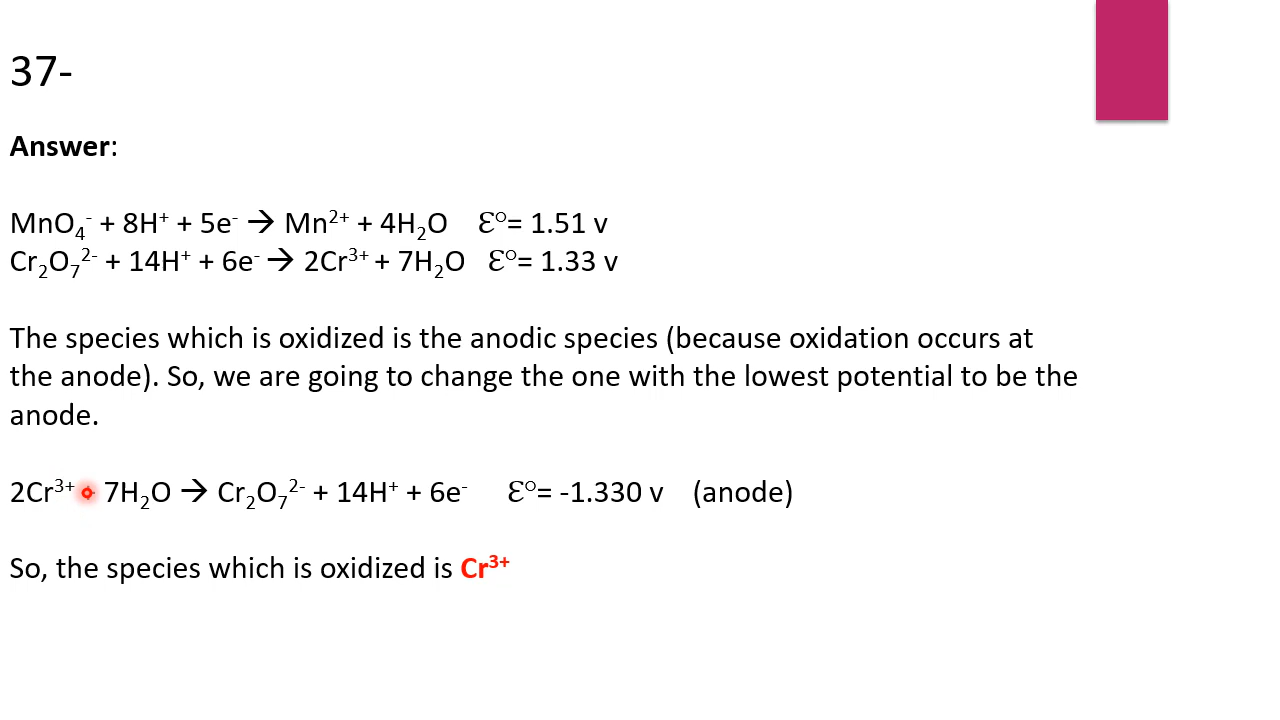 37-
Answer:
MnO₄⁻ + 8H⁺ + 5e⁻ → Mn²⁺ + 4H₂O ℰ°= 1.51 v
Cr₂O₇²⁻ + 14H⁺ + 6e⁻ → 2Cr³⁺ + 7H₂O ℰ°= 1.33 v
The species which is oxidized is the anodic species (because oxidation occurs at
the anode). So, we are going to change the one with the lowest potential to be the
anode.
2Cr³⁺ 7H₂O → Cr₂O₇²⁻ + 14H⁺ + 6e⁻ ℰ°= -1.330 v (anode)
So, the species which is oxidized is Cr³⁺